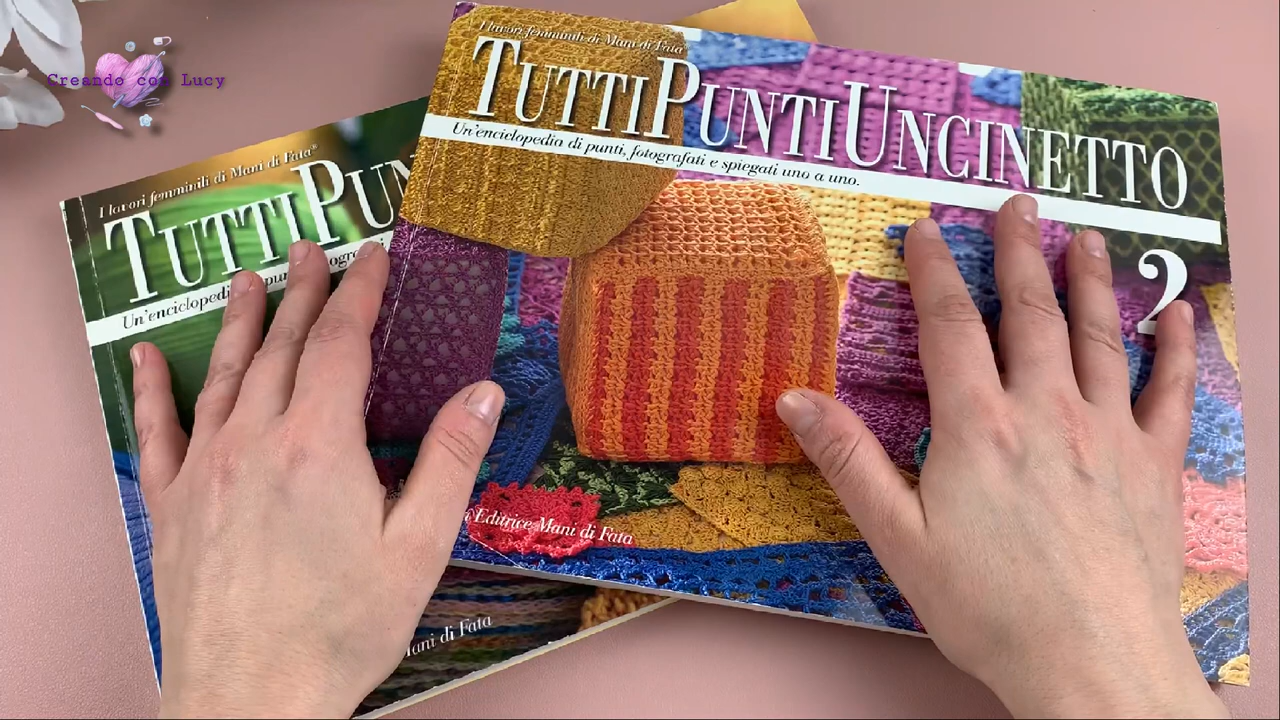 Creando con Lucy
I lavori femminili di Mani di Fata
TUTTIPUNTIUNCINETTO
Un'enciclopedia di punti, fotografati e spiegati uno a uno.
2
Editrice Mani di Fata
I lavori femminili di Mani di Fata®
TUTTIPUN
Un'enciclopedi
Mani di Fata